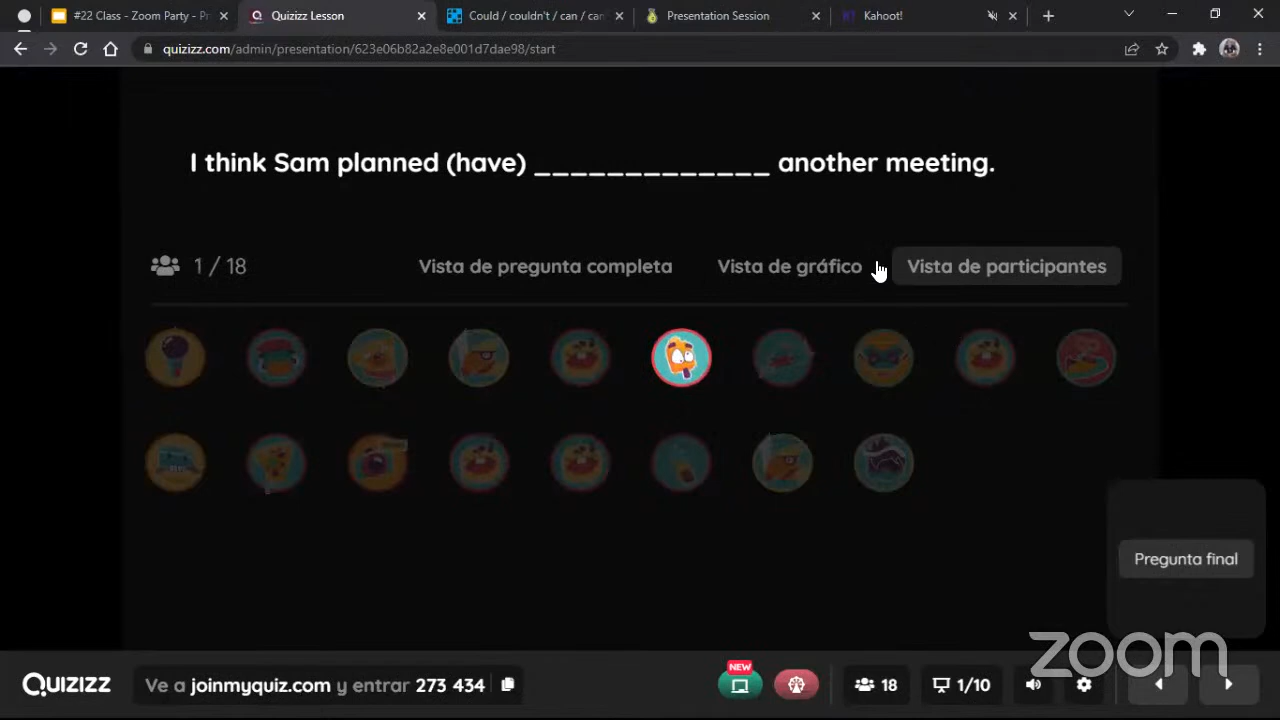 #22 Class - Zoom Party - Pr
Quizizz Lesson
Could / couldn't / can / can
Presentation Session
Kahoot!
quizizz.com/admin/presentation/623e06b82a2e8e001d7dae98/start
I think Sam planned (have) _____________ another meeting.
1 / 18
Vista de pregunta completa
Vista de gráfico
Vista de participantes
Pregunta final
zoom
QUIZIZZ
Ve a joinmyquiz.com y entrar 273 434
NEW
18
1/10